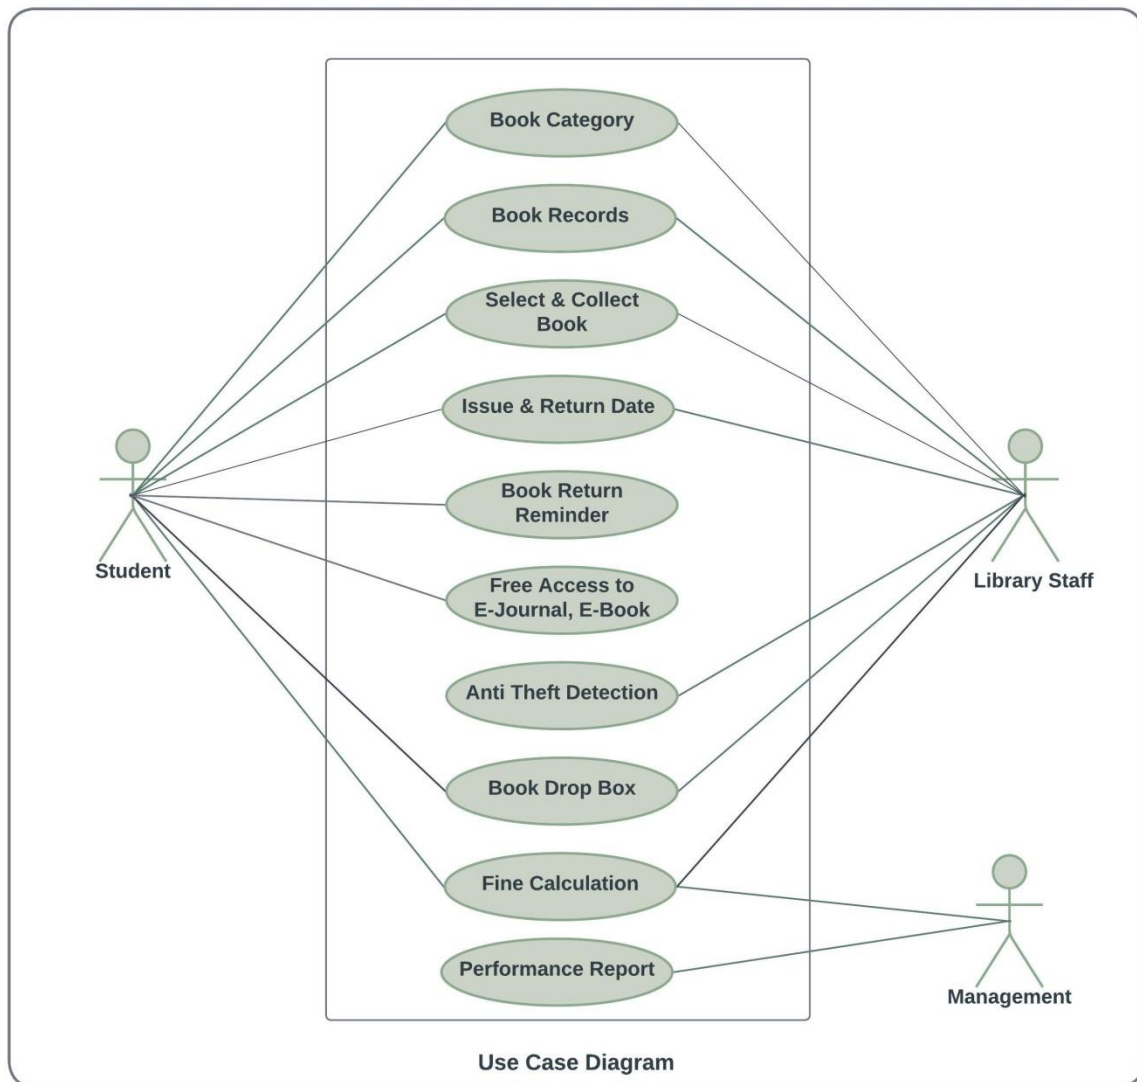 Book Category
Book Records
Select & Collect
Book
Issue & Return Date
Book Return
Reminder
Student
Library Staff
Free Access to
E-Journal, E-Book
Anti Theft Detection
Book Drop Box
Fine Calculation
Performance Report
Management
Use Case Diagram